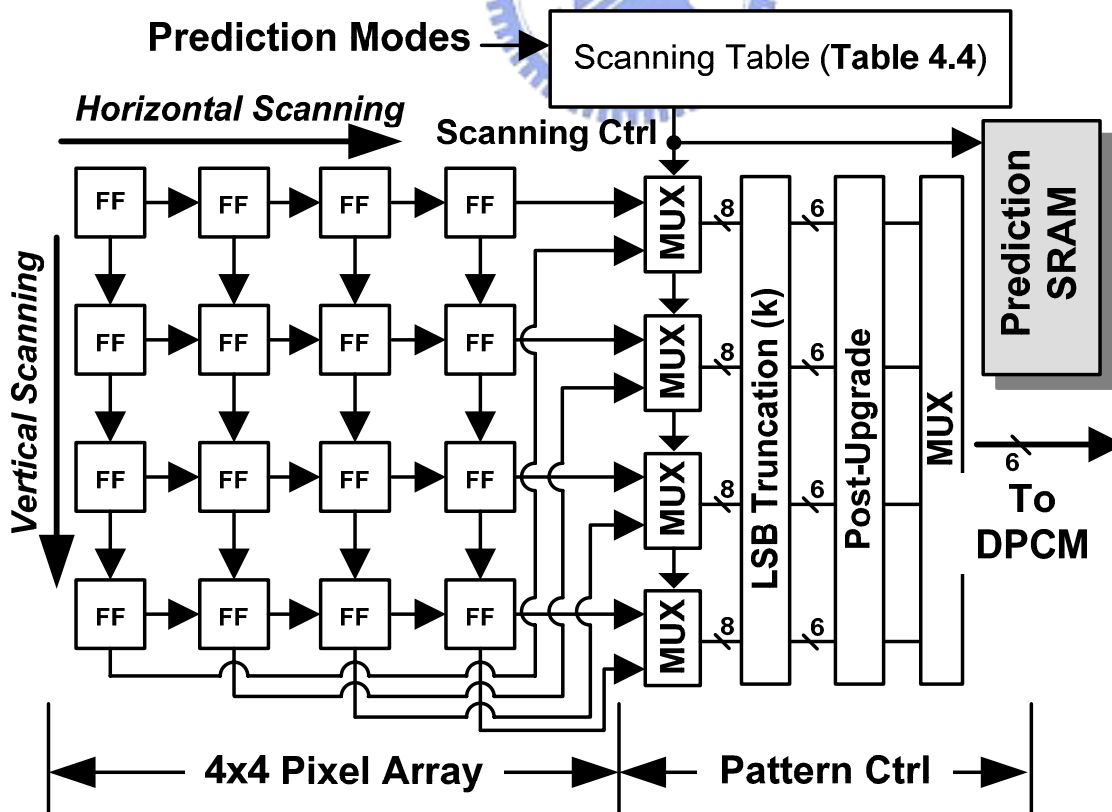 Prediction Modes
Scanning Table (Table 4.4)
Horizontal Scanning
Scanning Ctrl
Prediction SRAM
Vertical Scanning
FF FF FF FF
FF FF FF FF
FF FF FF FF
FF FF FF FF
MUX
MUX
MUX
MUX
8
8
8
8
LSB Truncation (k)
6
6
6
6
Post-Upgrade
MUX
6
To
DPCM
4x4 Pixel Array
Pattern Ctrl